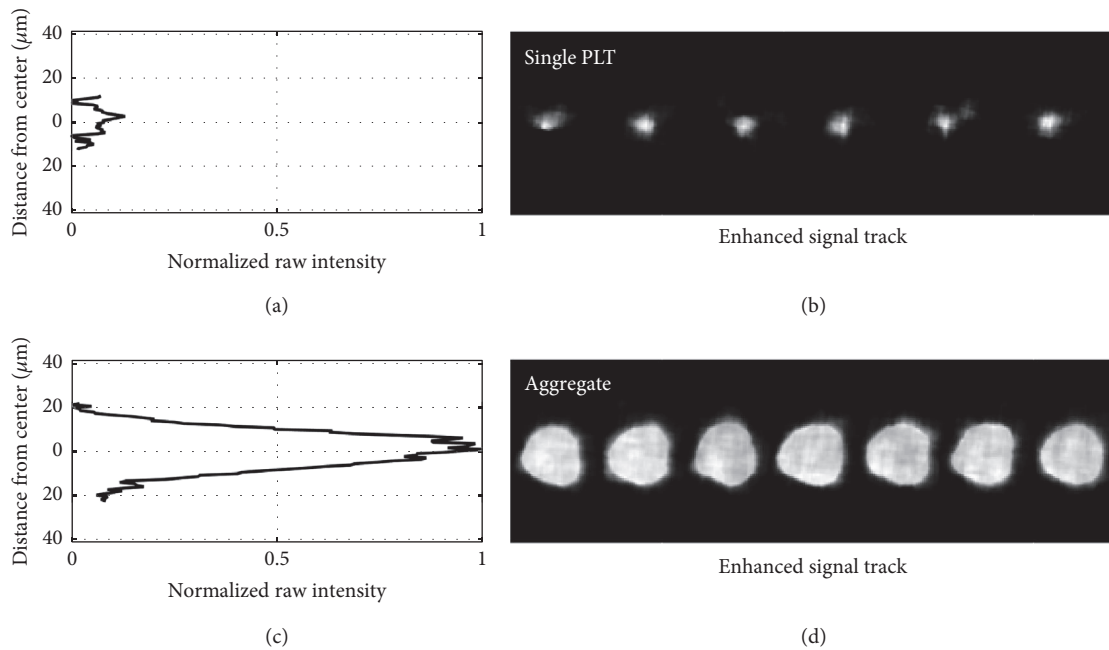 40
20
0
20
40
Distance from center (μm)
0
0.5
1
Normalized raw intensity
(a)
Single PLT
Enhanced signal track
(b)
40
20
0
20
40
Distance from center (μm)
0
0.5
1
Normalized raw intensity
(c)
Aggregate
Enhanced signal track
(d)